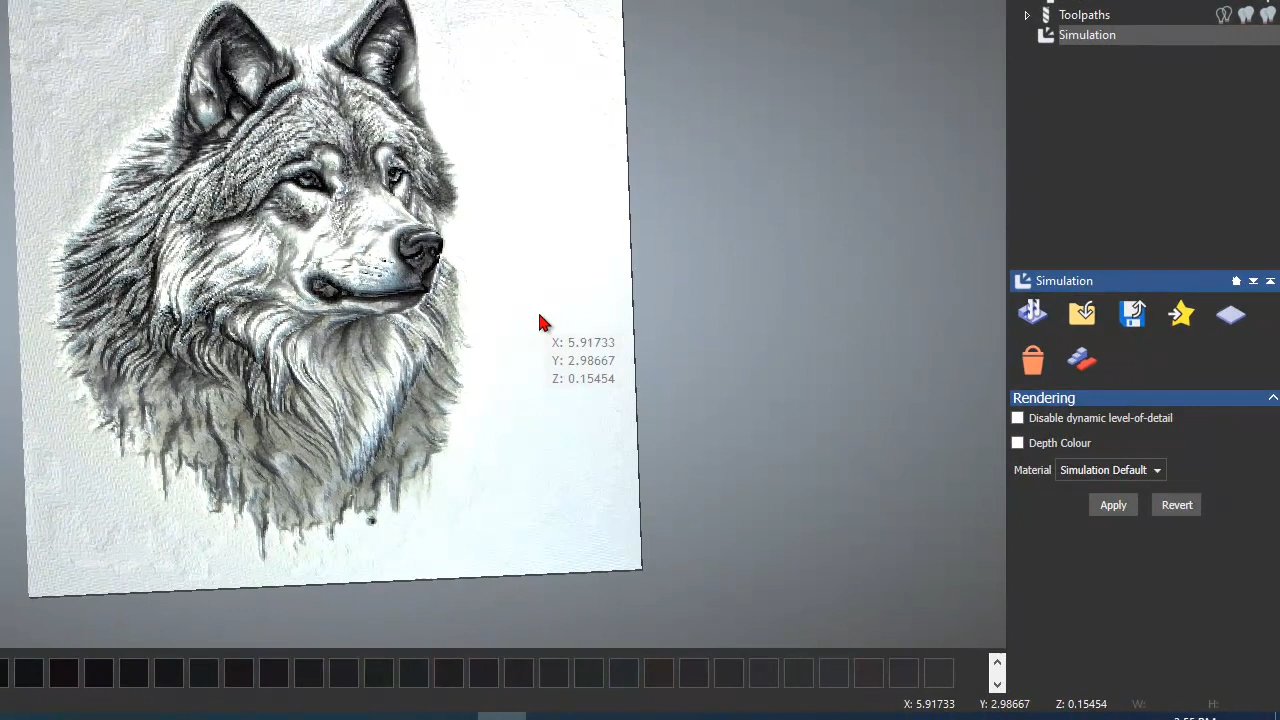 Toolpaths
Simulation
X: 5.91733
Y: 2.98667
Z: 0.15454
Simulation
Rendering
Disable dynamic level-of-detail
Depth Colour
Material Simulation Default
Apply Revert
X: 5.91733 Y: 2.98667 Z: 0.15454 W: H: